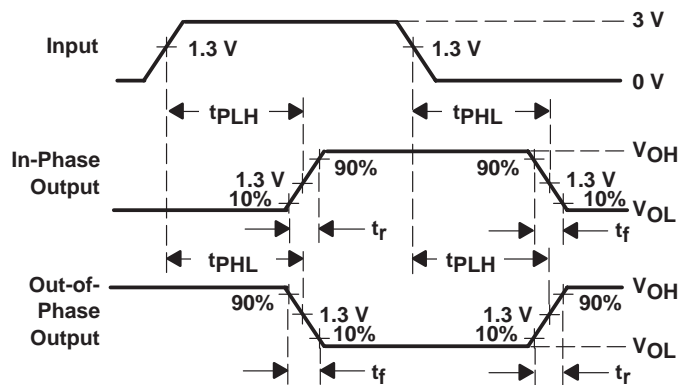 3 V
Input
1.3 V
1.3 V
0 V
tPLH
tPHL
In-Phase
Output
VOH
90%
90%
1.3 V
1.3 V
10%
10%
VOL
tr
tf
tPHL
tPLH
Out-of-
Phase
Output
VOH
90%
90%
1.3 V
1.3 V
10%
10%
VOL
tf
tr